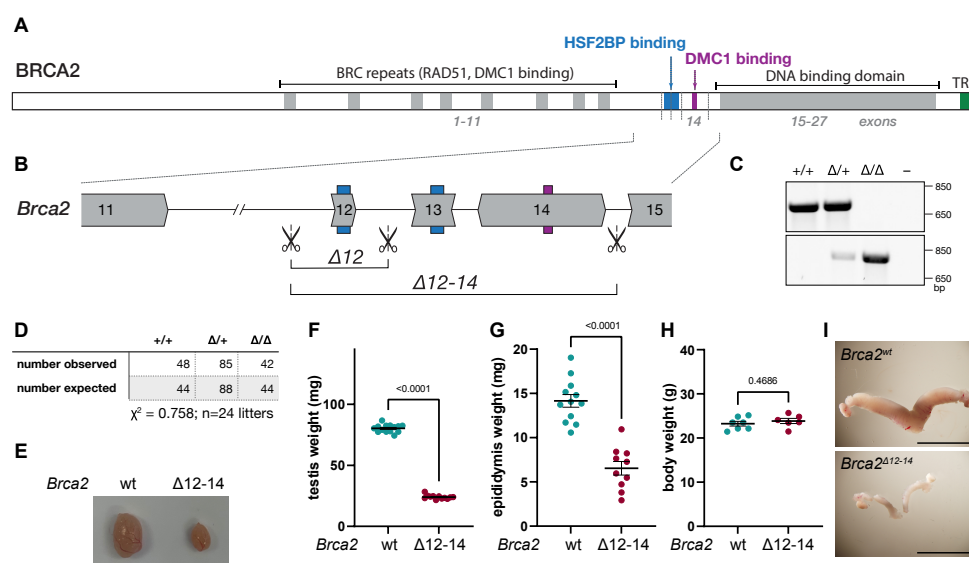 A
HSF2BP binding
DMC1 binding
BRCA2
BRC repeats (RAD51, DMC1 binding)
DNA binding domain
TR
1-11
14
15-27 exons
B
Brca2
11
12
13
14
15
Δ12
Δ12-14
C
+/+ Δ/+ Δ/Δ –
850
650
850
650
bp
D
+/+ Δ/+ Δ/Δ
number observed 48 85 42
number expected 44 88 44
χ² = 0.758; n=24 litters
E
Brca2 wt Δ12-14
F
testis weight (mg)
100
50
0
<0.0001
Brca2 wt Δ12-14
G
epididymis weight (mg)
20
15
10
5
0
<0.0001
wt Δ12-14
H
body weight (g)
40
30
20
10
0
0.4686
Brca2 wt Δ12-14
I
Brca2wt
Brca2Δ12-14